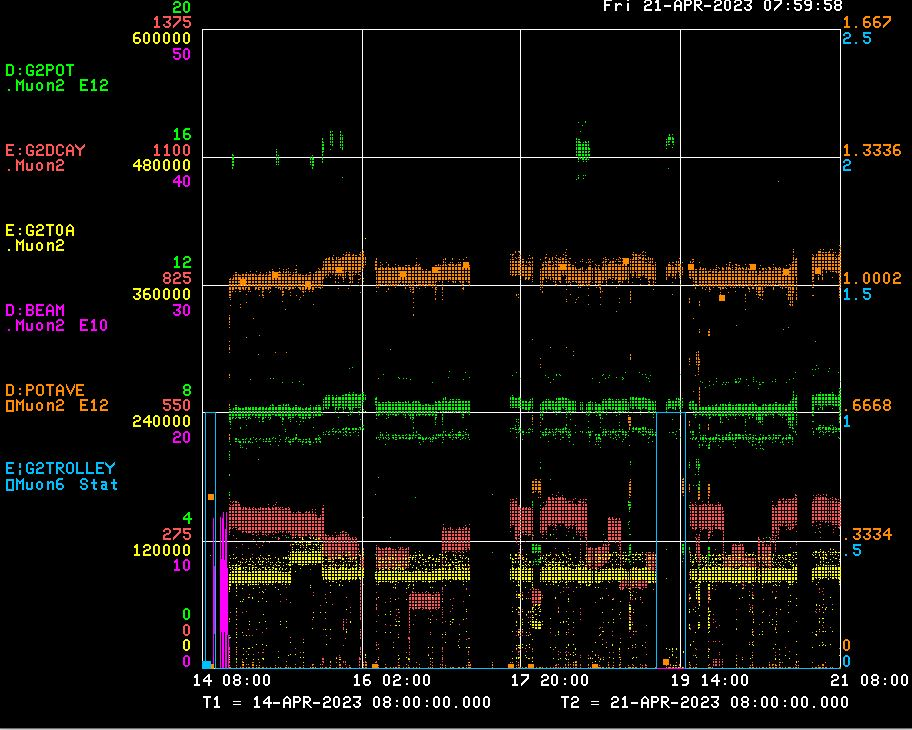 Fri 21-APR-2023 07:59:58
20
1375
600000
50
1.667
2.5
D:G2POT
.Muon2 E12
16
1100
480000
40
1.3336
2
E:G2DCAY
.Muon2
E:G2TOA
.Muon2
12
825
360000
30
1.0002
1.5
D:BEAM
.Muon2 E10
D:POTAVE
▯Muon2 E12
8
550
240000
20
.6668
1
E¦G2TROLLEY
▯Muon6 Stat
4
275
120000
10
.3334
.5
0
0
0
0
0
0
14 08:00
16 02:00
17 20:00
19 14:00
21 08:00
T1 = 14-APR-2023 08:00:00.000
T2 = 21-APR-2023 08:00:00.000